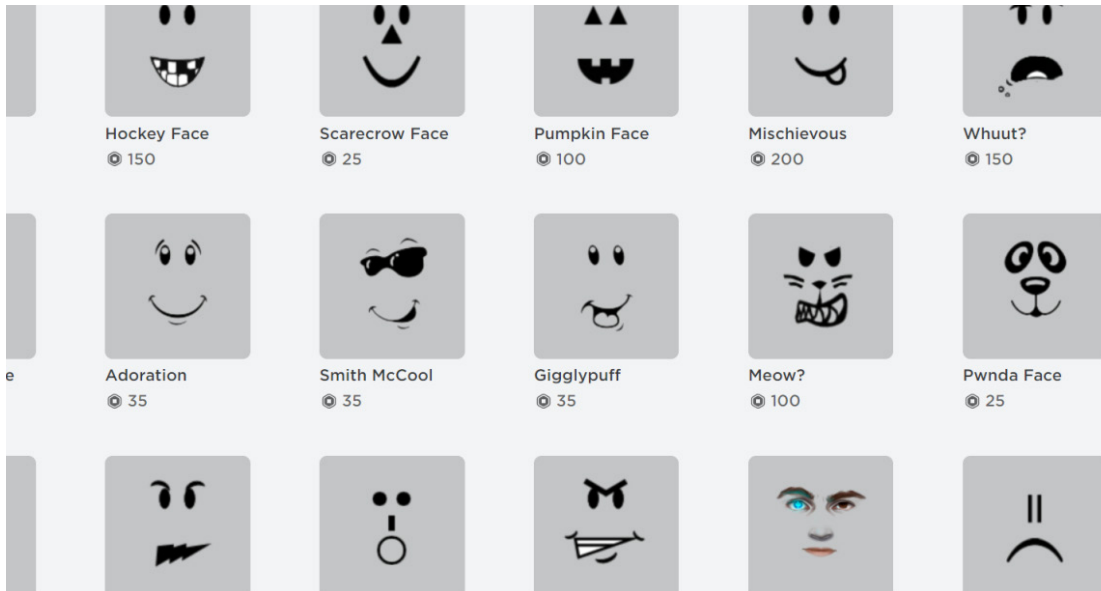 Hockey Face
Scarecrow Face
Pumpkin Face
Mischievous
Whuut?
150
25
100
200
150
e
Adoration
Smith McCool
Gigglypuff
Meow?
Pwnda Face
35
35
35
100
25